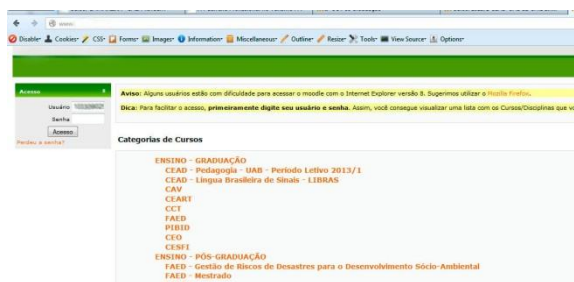 www.
Disable Cookies CSS Forms Images Information Miscellaneous Outline Resize Tools View Source Options
Acesso
Usuário
Senha
Acesso
Perdeu a senha?
Aviso: Alguns usuários estão com dificuldade para acessar o moodle com o Internet Explorer versão 8. Sugerimos utilizar o Mozilla Firefox.
Dica: Para facilitar o acesso, primeiramente digite seu usuário e senha. Assim, você consegue visualizar uma lista com os Cursos/Disciplinas que v
Categorias de Cursos
ENSINO - GRADUAÇÃO
CEAD - Pedagogia - UAB - Período Letivo 2013/1
CEAD - Língua Brasileira de Sinais - LIBRAS
CAV
CEART
CCT
FAED
PIBID
CEO
CESFI
ENSINO - PÓS-GRADUAÇÃO
FAED - Gestão de Riscos de Desastres para o Desenvolvimento Sócio-Ambiental
FAED - Mestrado